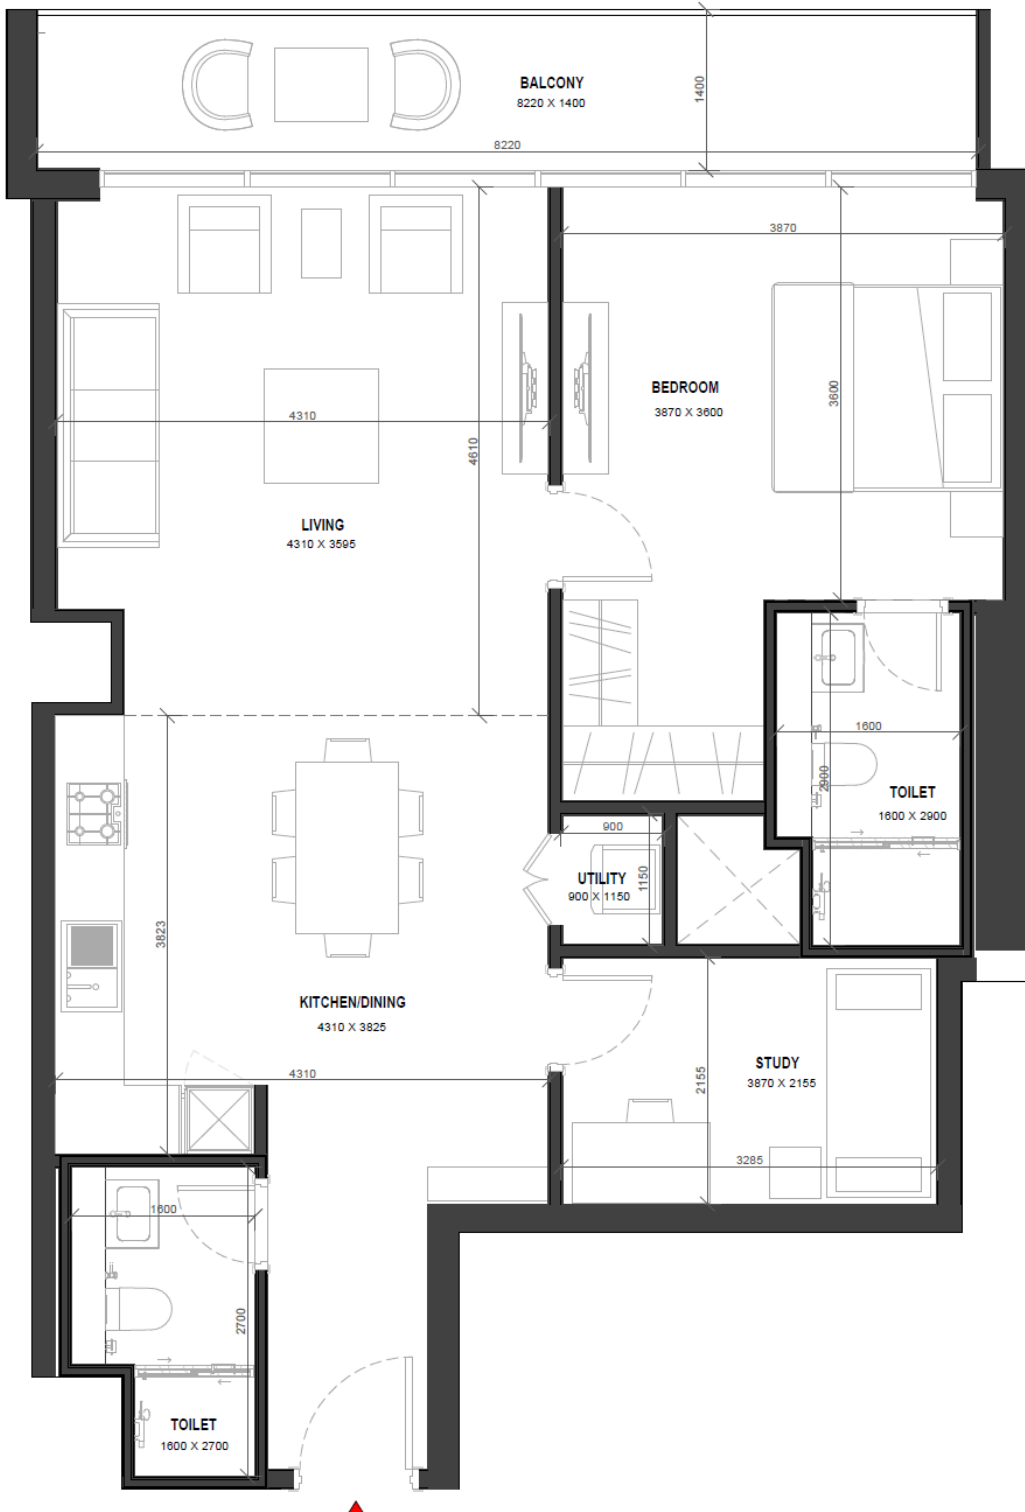 BALCONY
8220 X 1400
1400
8220
3870
BEDROOM
3870 X 3600
3600
4310
4610
LIVING
4310 X 3595
1600
2900
TOILET
1600 X 2900
900
UTILITY
900 X 1150
1150
3823
KITCHEN/DINING
4310 X 3825
4310
STUDY
3870 X 2155
2155
3285
1600
2700
TOILET
1600 X 2700